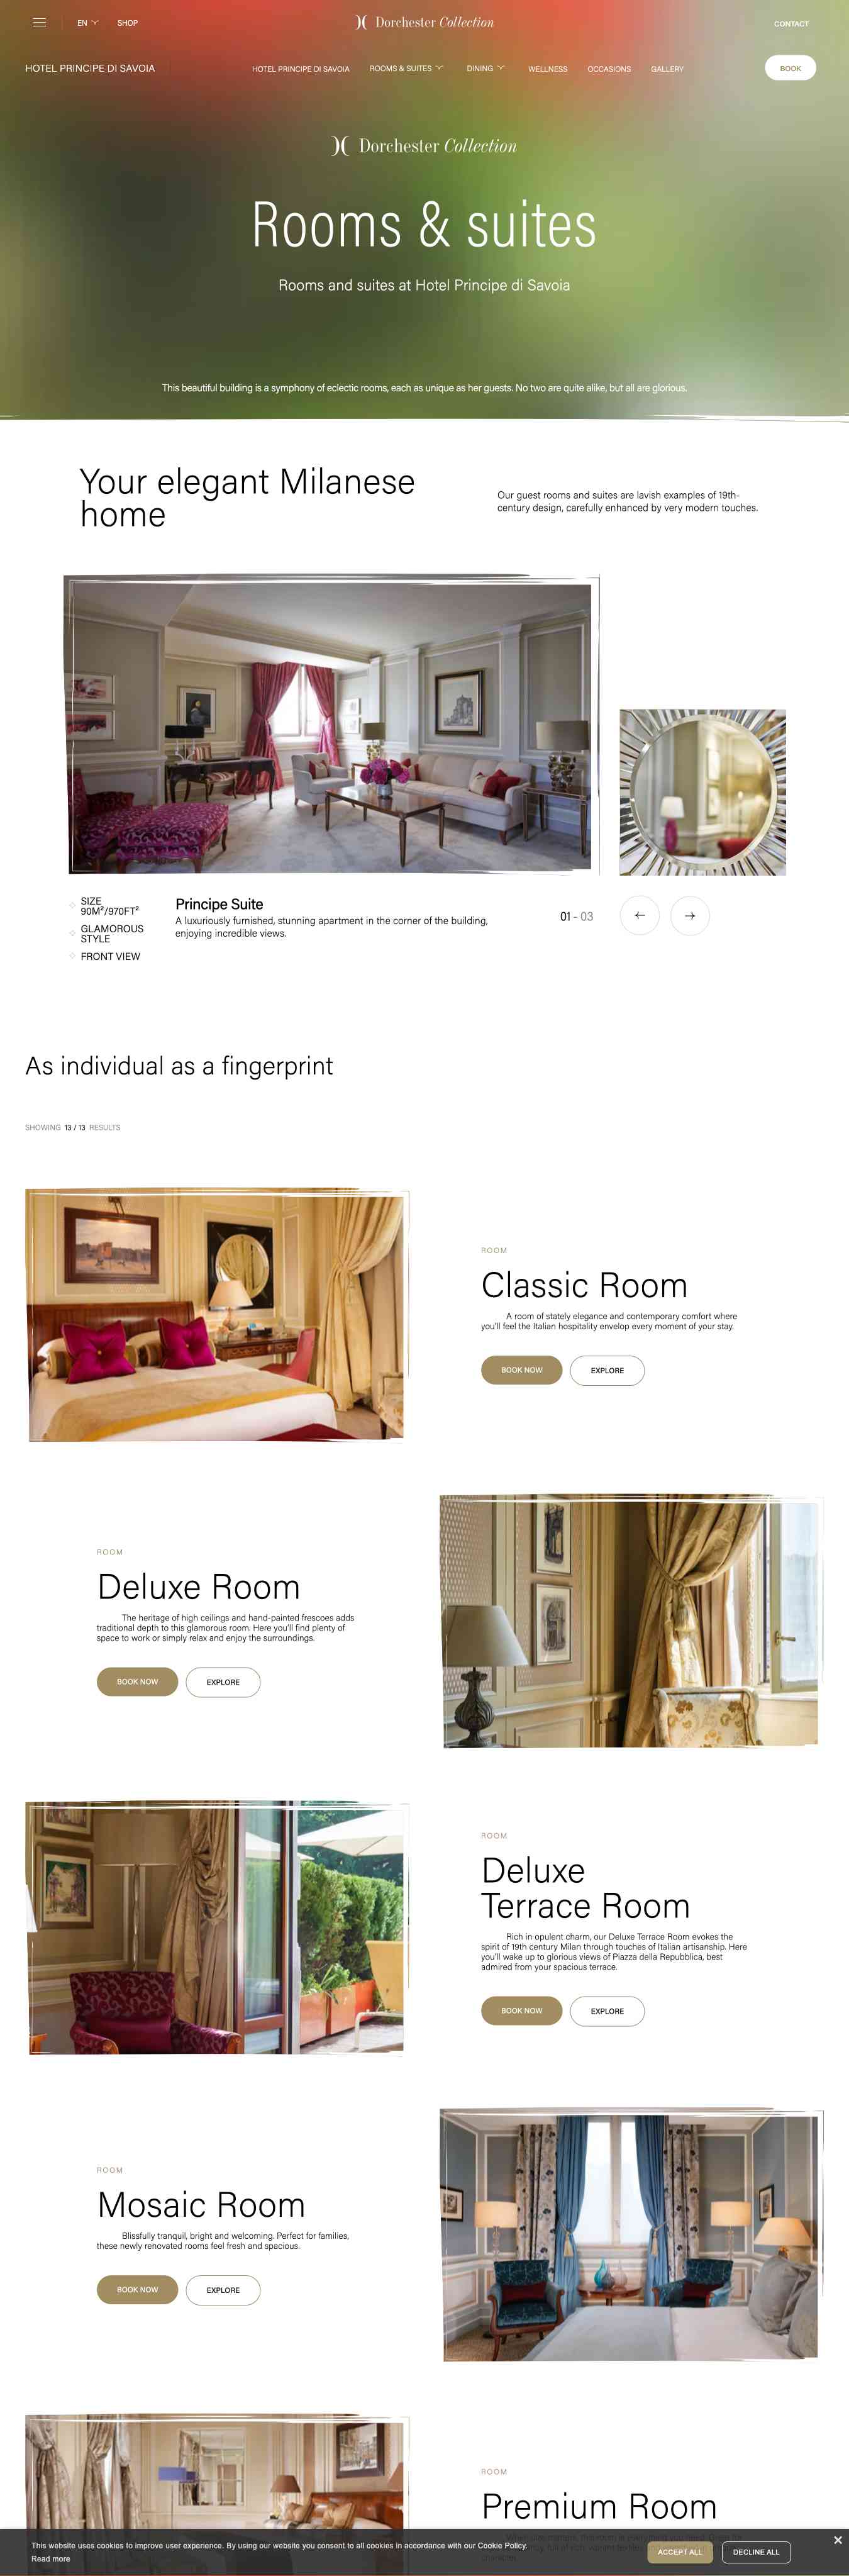 EN
SHOP
Dorchester Collection
CONTACT
HOTEL PRINCIPE DI SAVOIA
HOTEL PRINCIPE DI SAVOIA
ROOMS & SUITES
DINING
WELLNESS
OCCASIONS
GALLERY
BOOK
Dorchester Collection
Rooms & suites
Rooms and suites at Hotel Principe di Savoia
This beautiful building is a symphony of eclectic rooms, each as unique as her guests. No two are quite alike, but all are glorious.
Your elegant Milanese
home
Our guest rooms and suites are lavish examples of 19th-
century design, carefully enhanced by very modern touches.
SIZE
90M²/970FT²
GLAMOROUS
STYLE
FRONT VIEW
Principe Suite
A luxuriously furnished, stunning apartment in the corner of the building,
enjoying incredible views.
01 - 03
As individual as a fingerprint
SHOWING 13 / 13 RESULTS
ROOM
Classic Room
A room of stately elegance and contemporary comfort where
you'll feel the Italian hospitality envelop every moment of your stay.
BOOK NOW
EXPLORE
ROOM
Deluxe Room
The heritage of high ceilings and hand-painted frescoes adds
traditional depth to this glamorous room. Here you'll find plenty of
space to work or simply relax and enjoy the surroundings.
BOOK NOW
EXPLORE
ROOM
Deluxe
Terrace Room
Rich in opulent charm, our Deluxe Terrace Room evokes the
spirit of 19th century Milan through touches of Italian artisanship. Here
you'll wake up to glorious views of Piazza della Repubblica, best
admired from your spacious terrace.
BOOK NOW
EXPLORE
ROOM
Mosaic Room
Blissfully tranquil, bright and welcoming. Perfect for families,
these newly renovated rooms feel fresh and spacious.
BOOK NOW
EXPLORE
ROOM
Premium Room
This website uses cookies to improve user experience. By using our website you consent to all cookies in accordance with our Cookie Policy.
Read more
ACCEPT ALL
DECLINE ALL